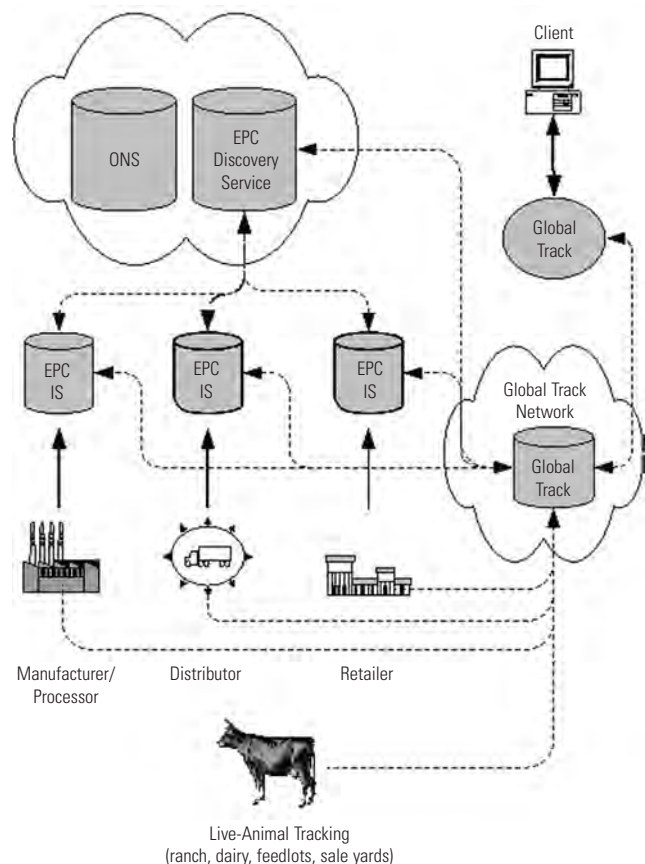 Client
ONS
EPC
Discovery
Service
Global
Track
EPC
IS
EPC
IS
EPC
IS
Global Track
Network
Global
Track
Manufacturer/
Processor
Distributor
Retailer
Live-Animal Tracking
(ranch, dairy, feedlots, sale yards)